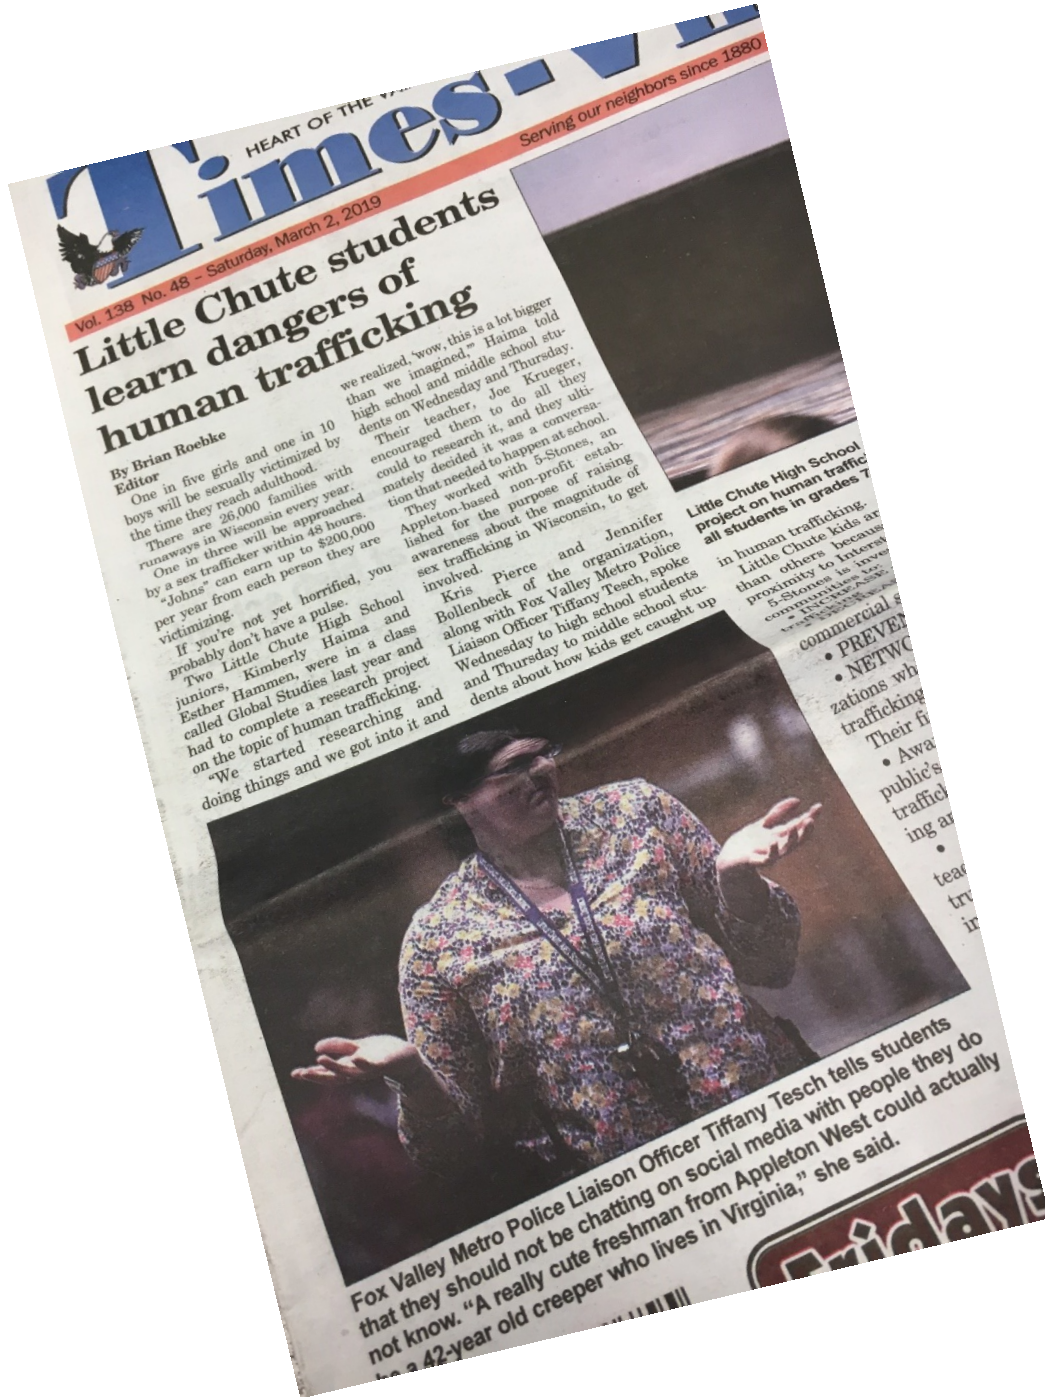 HEART OF THE
Times
Serving our neighbors since 1880
Vol. 138 No. 48 – Saturday, March 2, 2019
Little Chute students
learn dangers of
human trafficking
By Brian Roebke
Editor
One in five girls and one in 10
boys will be sexually victimized by
the time they reach adulthood.
There are 26,000 families with
runaways in Wisconsin every year.
One in three will be approached
by a sex trafficker within 48 hours.
“Johns” can earn up to $200,000
per year from each person they are
victimizing.
If you’re not yet horrified, you
probably don’t have a pulse.
Two Little Chute High School
juniors, Kimberly Haima and
Esther Hammen, were in a class
called Global Studies last year and
had to complete a research project
on the topic of human trafficking.
“We started researching and
doing things and we got into it and
we realized, ‘wow, this is a lot bigger
than we imagined,’” Haima told
high school and middle school stu-
dents on Wednesday and Thursday.
Their teacher, Joe Krueger,
encouraged them to do all they
could to research it, and they ulti-
mately decided it was a conversa-
tion that needed to happen at school.
They worked with 5-Stones, an
Appleton-based non-profit estab-
lished for the purpose of raising
awareness about the magnitude of
sex trafficking in Wisconsin, to get
involved.
Kris Pierce and Jennifer
Bollenbeck of the organization,
along with Fox Valley Metro Police
Liaison Officer Tiffany Tesch, spoke
Wednesday to high school students
and Thursday to middle school stu-
dents about how kids get caught up
Little Chute High School
project on human traffic
all students in grades 7
in human trafficking.
Little Chute kids ar
than others becaus
proximity to Interst
5-Stones is inves
communities to:
commercial s
• PREVEN
• NETWO
zations wh
trafficking
Their fi
• Awar
public’s
traffick
ing an
•
teac
tru
in
Fox Valley Metro Police Liaison Officer Tiffany Tesch tells students
that they should not be chatting on social media with people they do
not know. “A really cute freshman from Appleton West could actually
be a 42-year old creeper who lives in Virginia,” she said.
Fridays